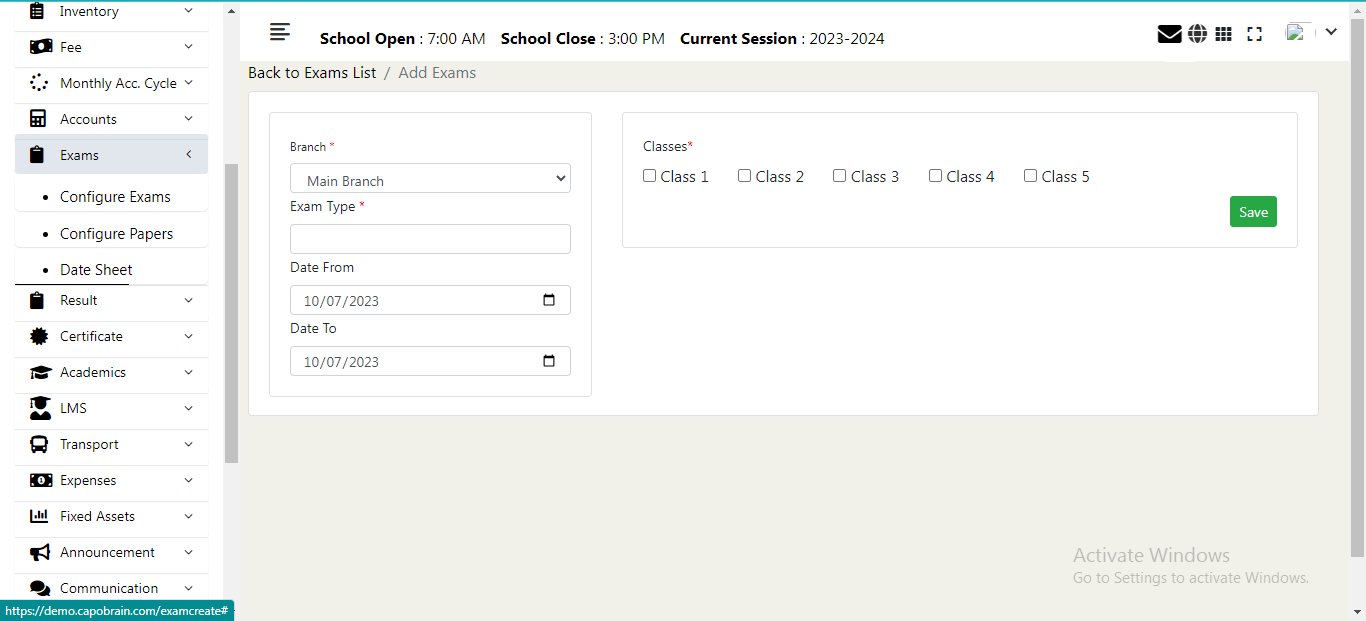 Inventory
Fee
Monthly Acc. Cycle
Accounts
Exams
Configure Exams
Configure Papers
Date Sheet
Result
Certificate
Academics
LMS
Transport
Expenses
Fixed Assets
Announcement
Communication
https://demo.capobrain.com/examcreate#
School Open : 7:00 AM School Close : 3:00 PM Current Session : 2023-2024
Back to Exams List / Add Exams
Branch *
Main Branch
Exam Type *
Date From
10/07/2023
Date To
10/07/2023
Classes*
Class 1 Class 2 Class 3 Class 4 Class 5
Save
Activate Windows
Go to Settings to activate Windows.